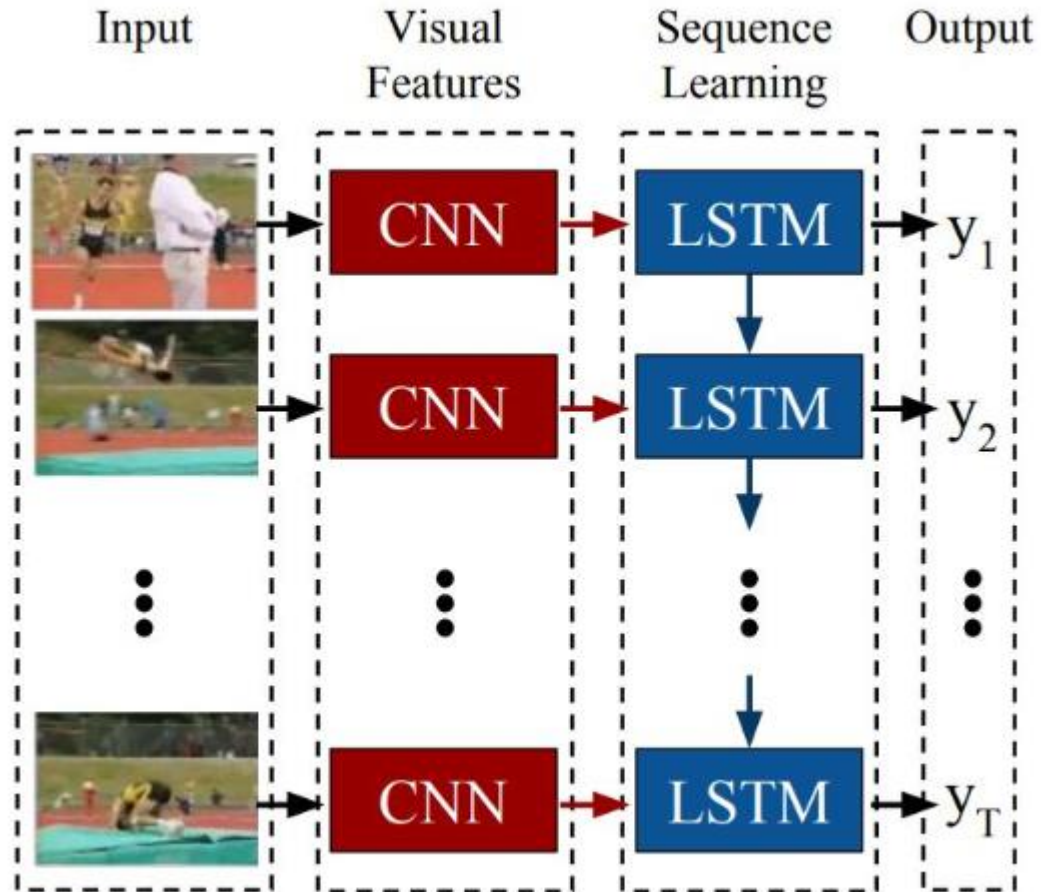 Input
Visual
Features
Sequence
Learning
Output
CNN
LSTM
y1
CNN
LSTM
y2
CNN
LSTM
yT